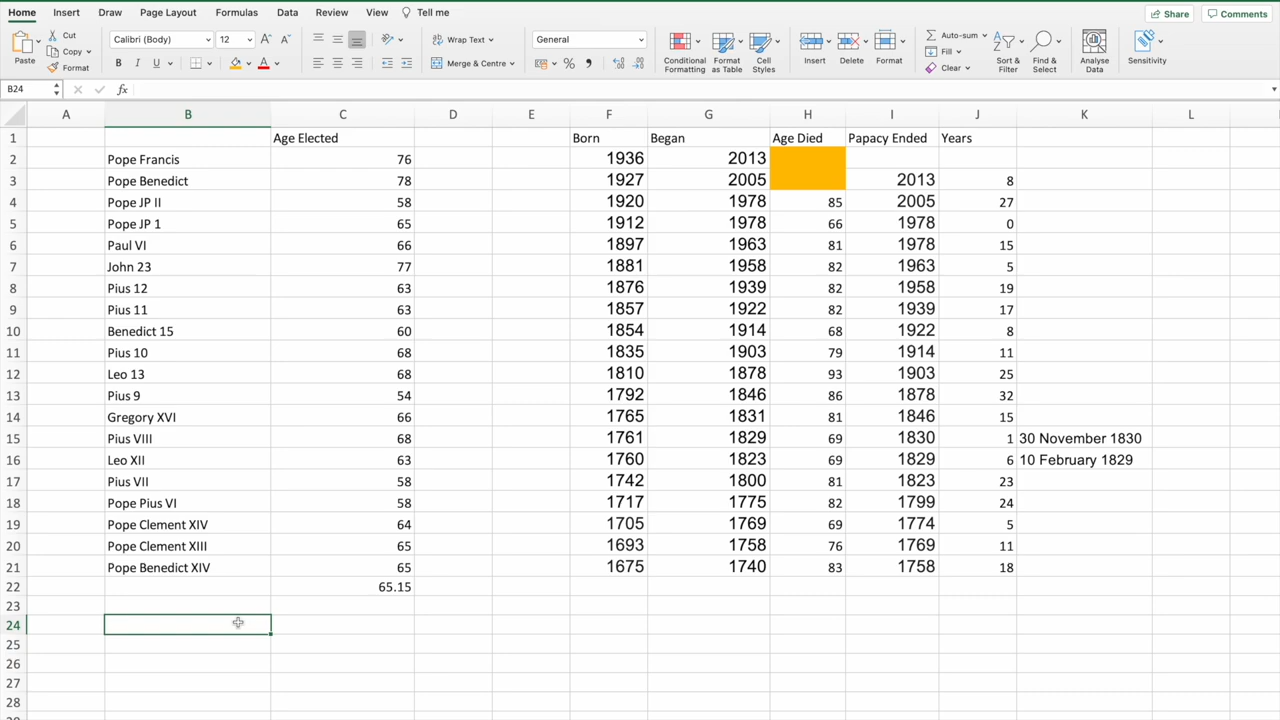 Home Insert Draw Page Layout Formulas Data Review View Tell me Share Comments
Paste Cut Copy Format Calibri (Body) 12 A A B I U A Wrap Text Merge & Centre General % Conditional Formatting Format as Table Cell Styles Insert Delete Format Auto-sum Fill Clear Sort & Filter Find & Select Analyse Data Sensitivity
B24 fx
A B C D E F G H I J K L
1 Age Elected Born Began Age Died Papacy Ended Years
2 Pope Francis 76 1936 2013
3 Pope Benedict 78 1927 2005 2013 8
4 Pope JP II 58 1920 1978 85 2005 27
5 Pope JP 1 65 1912 1978 66 1978 0
6 Paul VI 66 1897 1963 81 1978 15
7 John 23 77 1881 1958 82 1963 5
8 Pius 12 63 1876 1939 82 1958 19
9 Pius 11 63 1857 1922 82 1939 17
10 Benedict 15 60 1854 1914 68 1922 8
11 Pius 10 68 1835 1903 79 1914 11
12 Leo 13 68 1810 1878 93 1903 25
13 Pius 9 54 1792 1846 86 1878 32
14 Gregory XVI 66 1765 1831 81 1846 15
15 Pius VIII 68 1761 1829 69 1830 1 30 November 1830
16 Leo XII 63 1760 1823 69 1829 6 10 February 1829
17 Pius VII 58 1742 1800 81 1823 23
18 Pope Pius VI 58 1717 1775 82 1799 24
19 Pope Clement XIV 64 1705 1769 69 1774 5
20 Pope Clement XIII 65 1693 1758 76 1769 11
21 Pope Benedict XIV 65 1675 1740 83 1758 18
22 65.15
23
24
25
26
27
28